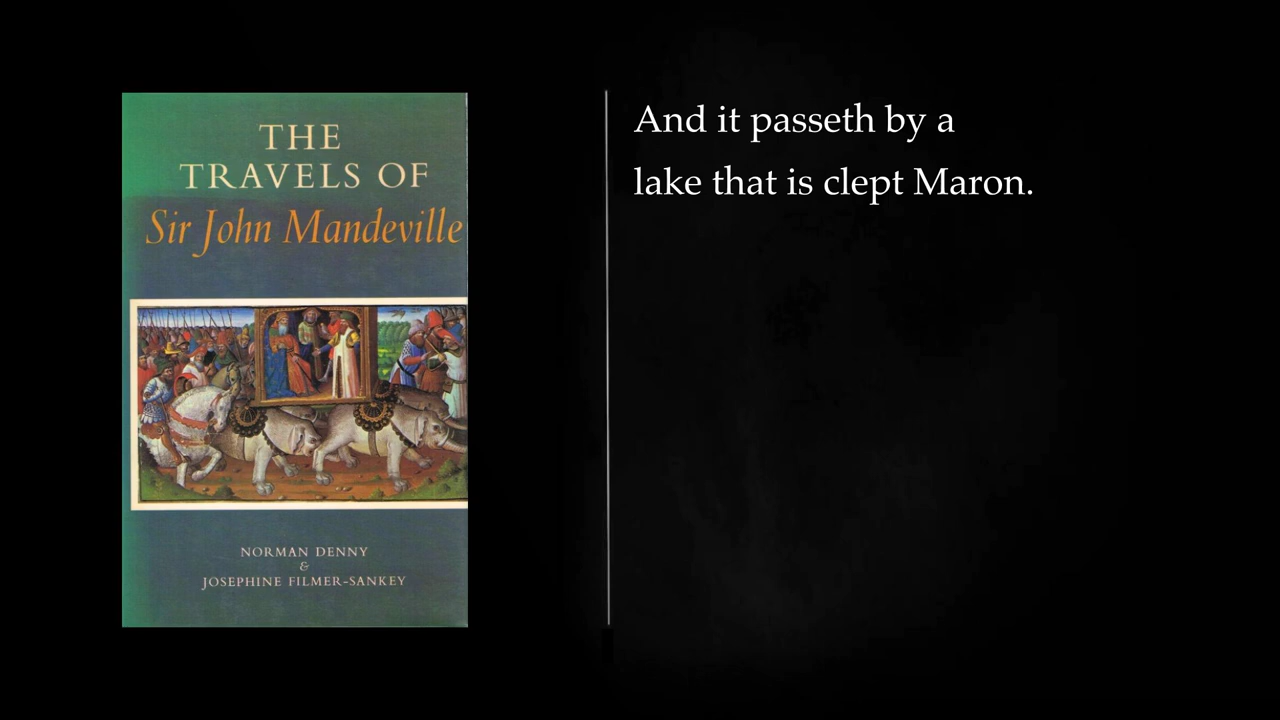 THE
TRAVELS OF
Sir John Mandeville
NORMAN DENNY
&
JOSEPHINE FILMER-SANKEY
And it passeth by a
lake that is clept Maron.